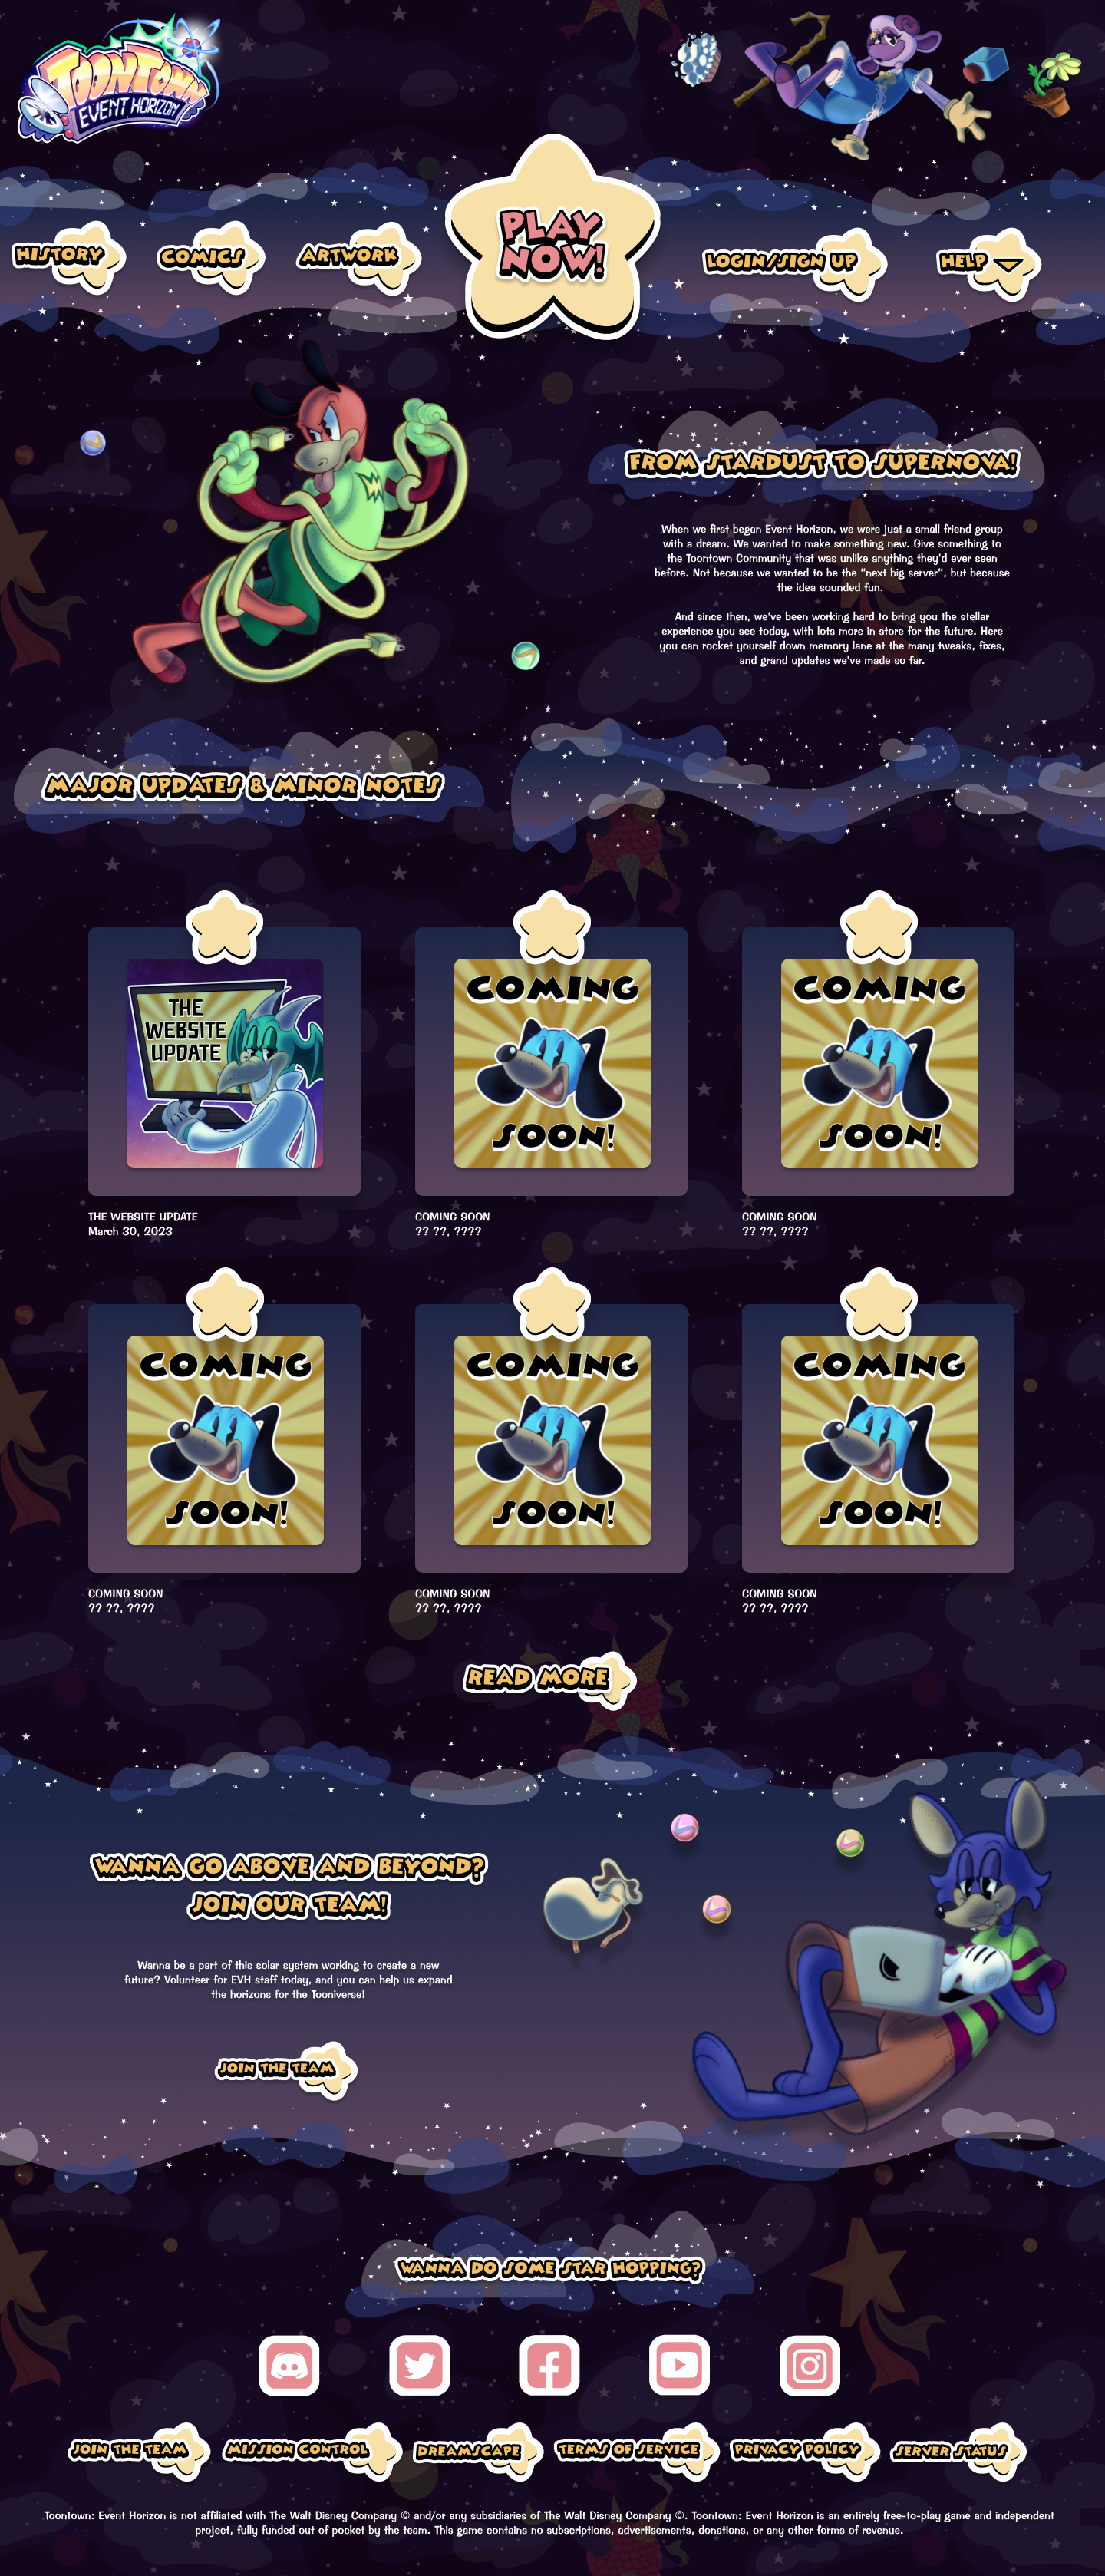 TOONTOWN
EVENT HORIZON
HISTORY
COMICS
ARTWORK
PLAY
NOW!
LOGIN/SIGN UP
HELP
FROM STARDUST TO SUPERNOVA!
When we first began Event Horizon, we were just a small friend group
with a dream. We wanted to make something new. Give something to
the Toontown Community that was unlike anything they'd ever seen
before. Not because we wanted to be the "next big server", but because
the idea sounded fun.
And since then, we've been working hard to bring you the stellar
experience you see today, with lots more in store for the future. Here
you can rocket yourself down memory lane at the many tweaks, fixes,
and grand updates we've made so far.
MAJOR UPDATES & MINOR NOTES
THE
WEBSITE
UPDATE
COMING
SOON!
COMING
SOON!
THE WEBSITE UPDATE
March 30, 2023
COMING SOON
?? ??, ????
COMING SOON
?? ??, ????
COMING
SOON!
COMING
SOON!
COMING
SOON!
COMING SOON
?? ??, ????
COMING SOON
?? ??, ????
COMING SOON
?? ??, ????
READ MORE
WANNA GO ABOVE AND BEYOND?
JOIN OUR TEAM!
Wanna be a part of this solar system working to create a new
future? Volunteer for EVH staff today, and you can help us expand
the horizons for the Tooniverse!
JOIN THE TEAM
WANNA DO SOME STAR HOPPING?
JOIN THE TEAM
MISSION CONTROL
DREAMSCAPE
TERMS OF SERVICE
PRIVACY POLICY
SERVER STATUS
Toontown: Event Horizon is not affiliated with The Walt Disney Company © and/or any subsidiaries of The Walt Disney Company ©. Toontown: Event Horizon is an entirely free-to-play game and independent
project, fully funded out of pocket by the team. This game contains no subscriptions, advertisements, donations, or any other forms of revenue.